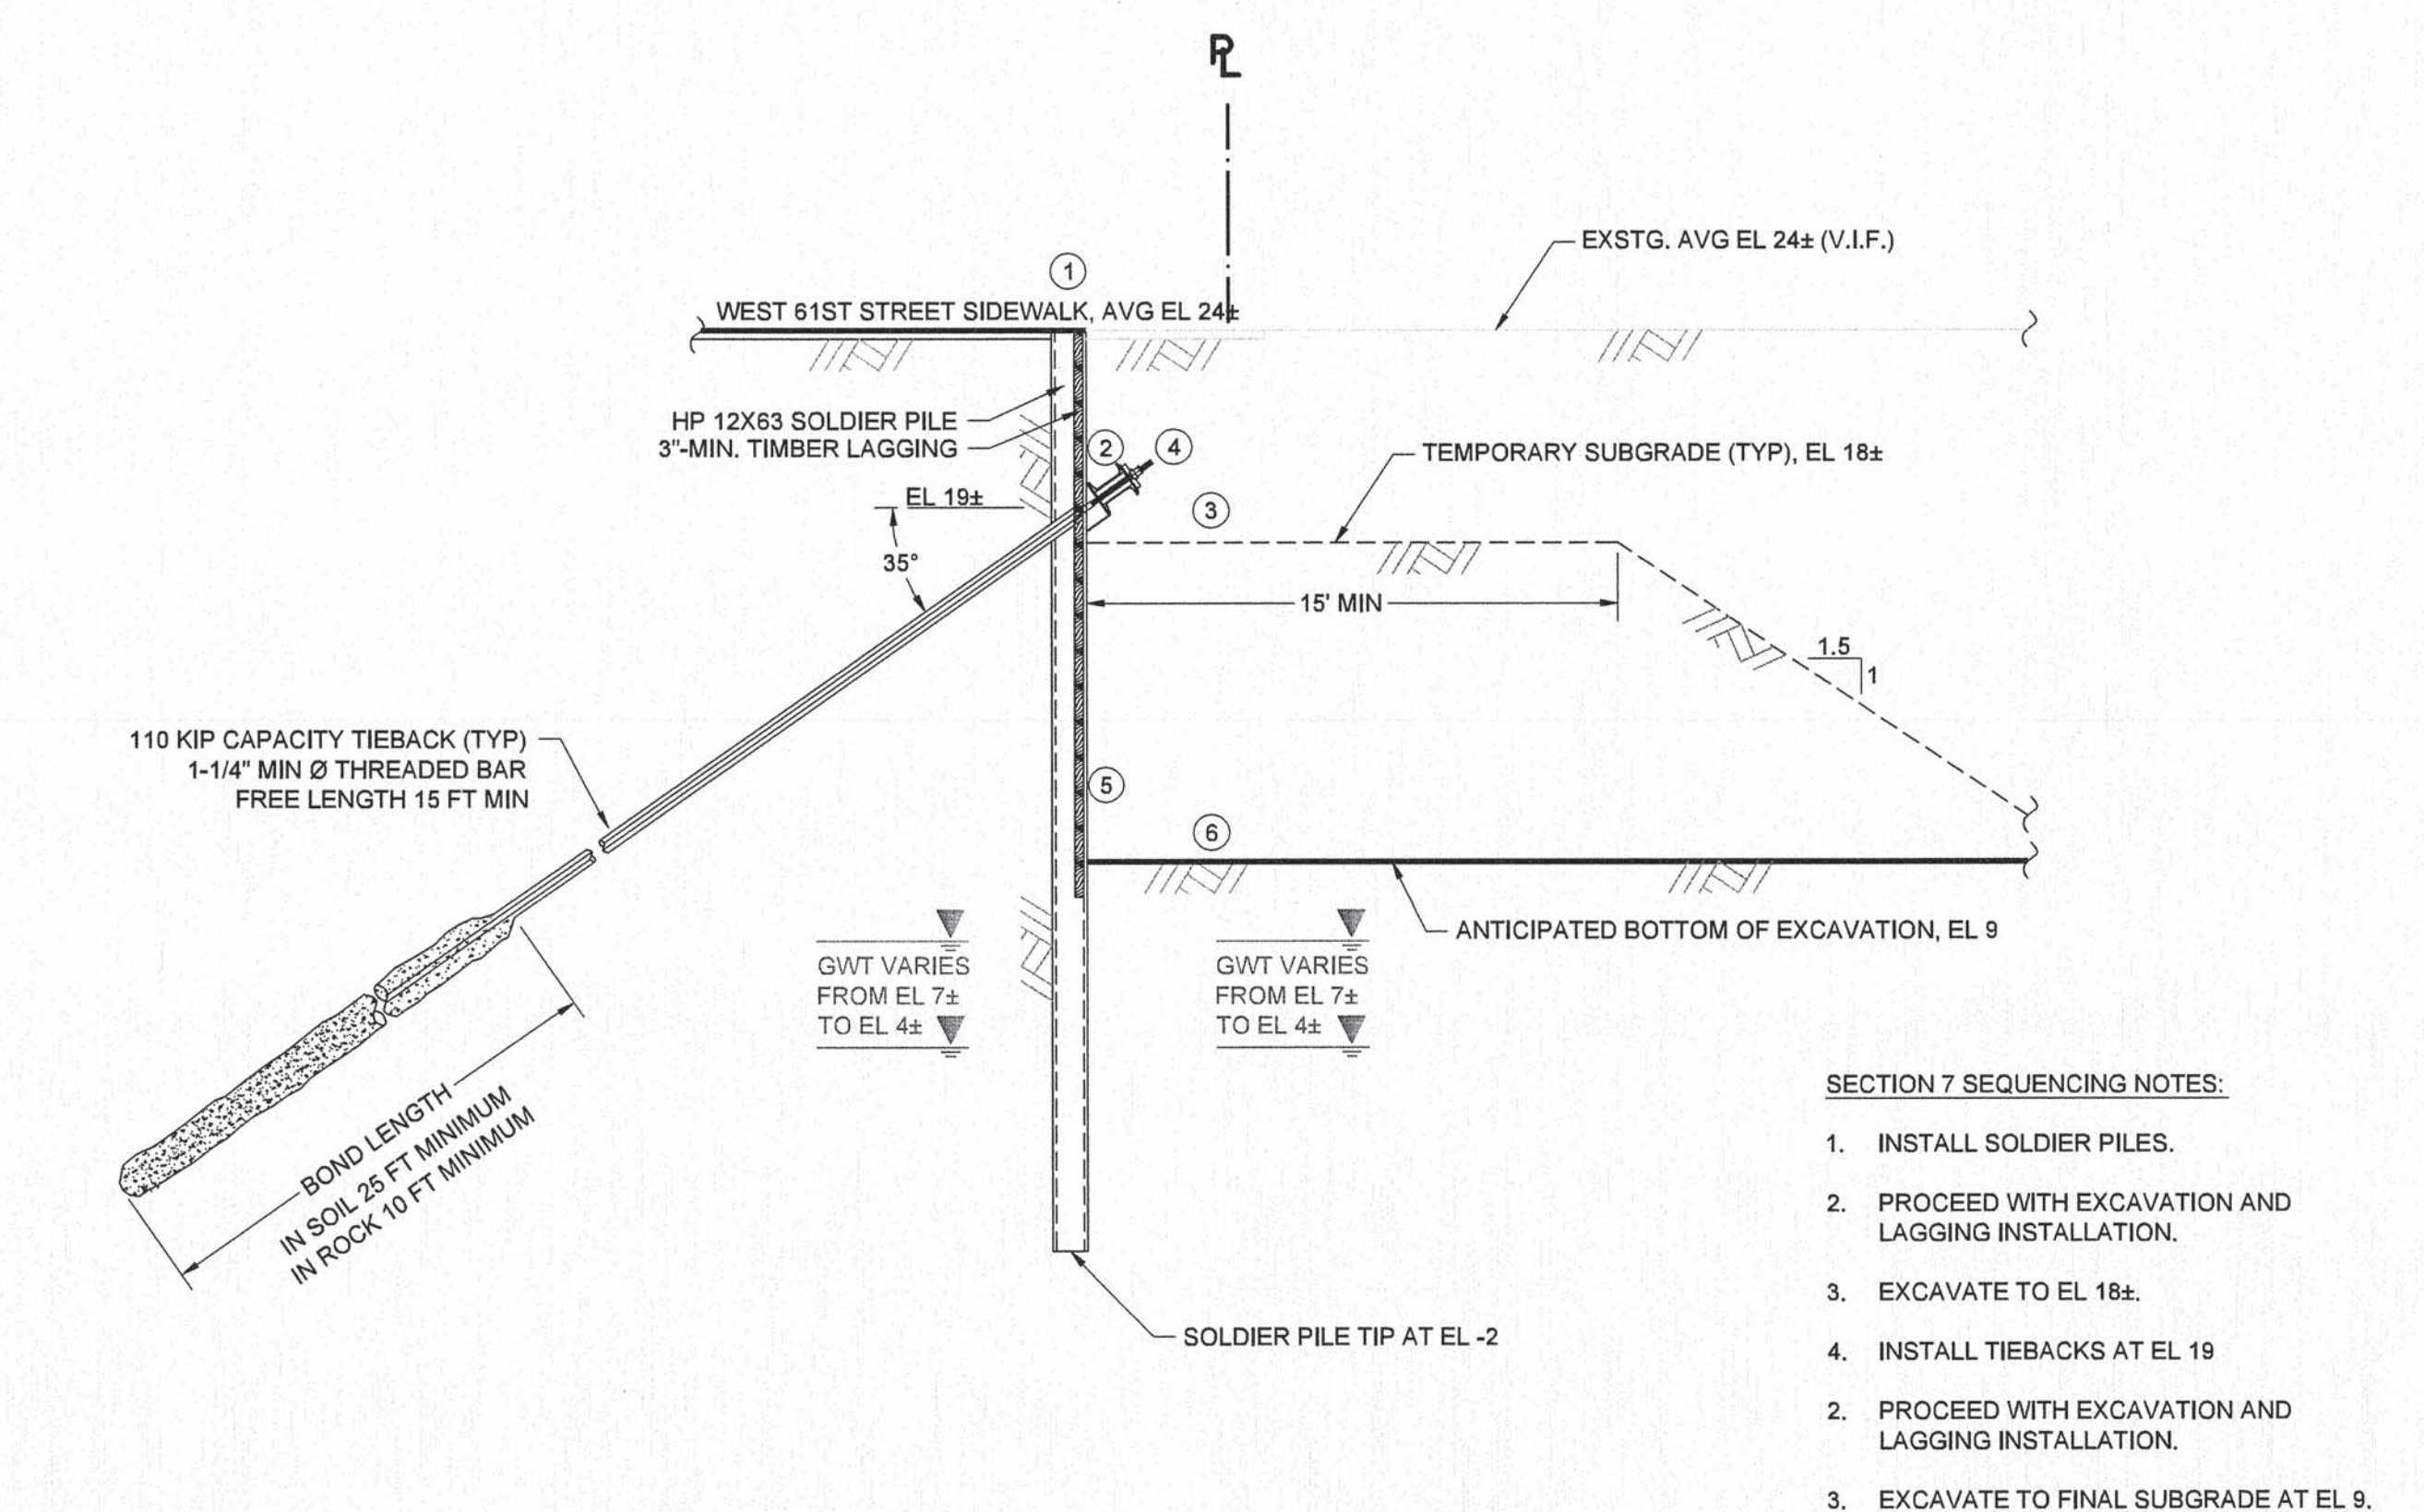 PL
EXSTG. AVG EL 24± (V.I.F.)
1
WEST 61ST STREET SIDEWALK, AVG EL 24±
HP 12X63 SOLDIER PILE
3"-MIN. TIMBER LAGGING
2
4
TEMPORARY SUBGRADE (TYP), EL 18±
EL 19±
3
35°
15' MIN
1.5
1
110 KIP CAPACITY TIEBACK (TYP)
1-1/4" MIN Ø THREADED BAR
FREE LENGTH 15 FT MIN
5
6
ANTICIPATED BOTTOM OF EXCAVATION, EL 9
GWT VARIES
FROM EL 7±
TO EL 4±
GWT VARIES
FROM EL 7±
TO EL 4±
BOND LENGTH
IN SOIL 25 FT MINIMUM
IN ROCK 10 FT MINIMUM
SOLDIER PILE TIP AT EL -2
SECTION 7 SEQUENCING NOTES:
1. INSTALL SOLDIER PILES.
2. PROCEED WITH EXCAVATION AND
LAGGING INSTALLATION.
3. EXCAVATE TO EL 18±.
4. INSTALL TIEBACKS AT EL 19
2. PROCEED WITH EXCAVATION AND
LAGGING INSTALLATION.
3. EXCAVATE TO FINAL SUBGRADE AT EL 9.